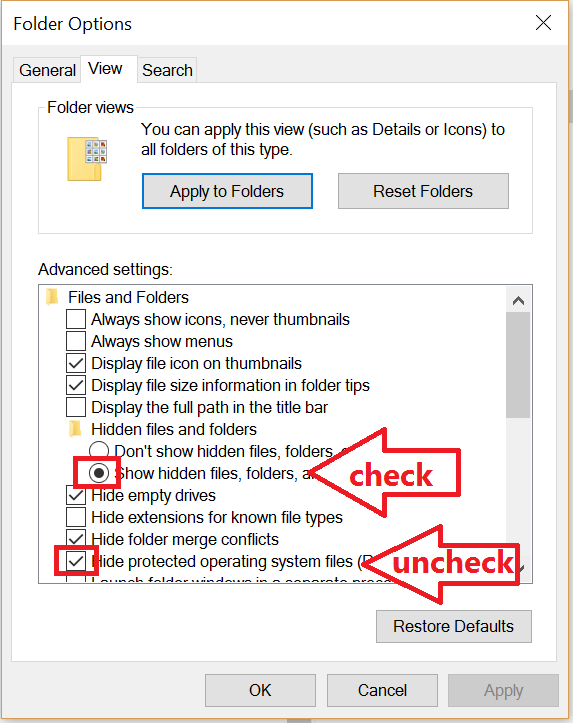 Folder Options
General View Search
Folder views
You can apply this view (such as Details or Icons) to
all folders of this type.
Apply to Folders Reset Folders
Advanced settings:
Files and Folders
Always show icons, never thumbnails
Always show menus
Display file icon on thumbnails
Display file size information in folder tips
Display the full path in the title bar
Hidden files and folders
Don't show hidden files, folders,
Show hidden files, folders,
check
Hide empty drives
Hide extensions for known file types
Hide folder merge conflicts
Hide protected operating system files
uncheck
Launch folder windows in a separate
Restore Defaults
OK Cancel Apply